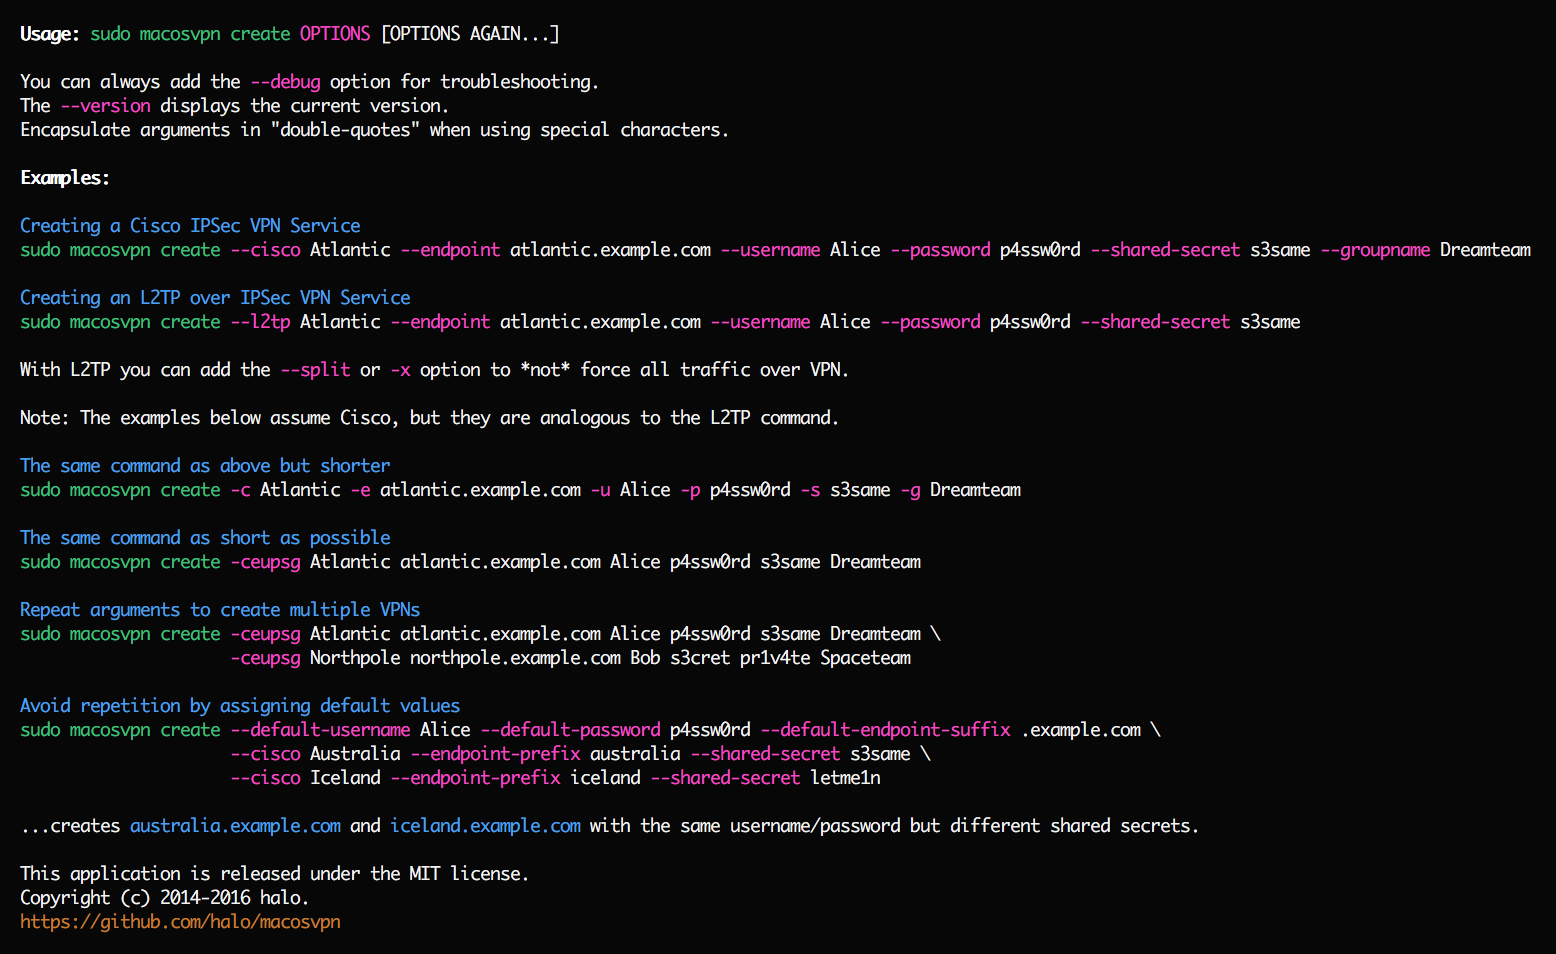 Usage: sudo macosvpn create OPTIONS [OPTIONS AGAIN...]
You can always add the --debug option for troubleshooting.
The --version displays the current version.
Encapsulate arguments in "double-quotes" when using special characters.
Examples:
Creating a Cisco IPSec VPN Service
sudo macosvpn create --cisco Atlantic --endpoint atlantic.example.com --username Alice --password p4ssw0rd --shared-secret s3same --groupname Dreamteam
Creating an L2TP over IPSec VPN Service
sudo macosvpn create --l2tp Atlantic --endpoint atlantic.example.com --username Alice --password p4ssw0rd --shared-secret s3same
With L2TP you can add the --split or -x option to *not* force all traffic over VPN.
Note: The examples below assume Cisco, but they are analogous to the L2TP command.
The same command as above but shorter
sudo macosvpn create -c Atlantic -e atlantic.example.com -u Alice -p p4ssw0rd -s s3same -g Dreamteam
The same command as short as possible
sudo macosvpn create -ceupsg Atlantic atlantic.example.com Alice p4ssw0rd s3same Dreamteam
Repeat arguments to create multiple VPNs
sudo macosvpn create -ceupsg Atlantic atlantic.example.com Alice p4ssw0rd s3same Dreamteam \
-ceupsg Northpole northpole.example.com Bob s3cret pr1v4te Spaceteam
Avoid repetition by assigning default values
sudo macosvpn create --default-username Alice --default-password p4ssw0rd --default-endpoint-suffix .example.com \
--cisco Australia --endpoint-prefix australia --shared-secret s3same \
--cisco Iceland --endpoint-prefix iceland --shared-secret letme1n
...creates australia.example.com and iceland.example.com with the same username/password but different shared secrets.
This application is released under the MIT license.
Copyright (c) 2014-2016 halo.
https://github.com/halo/macosvpn